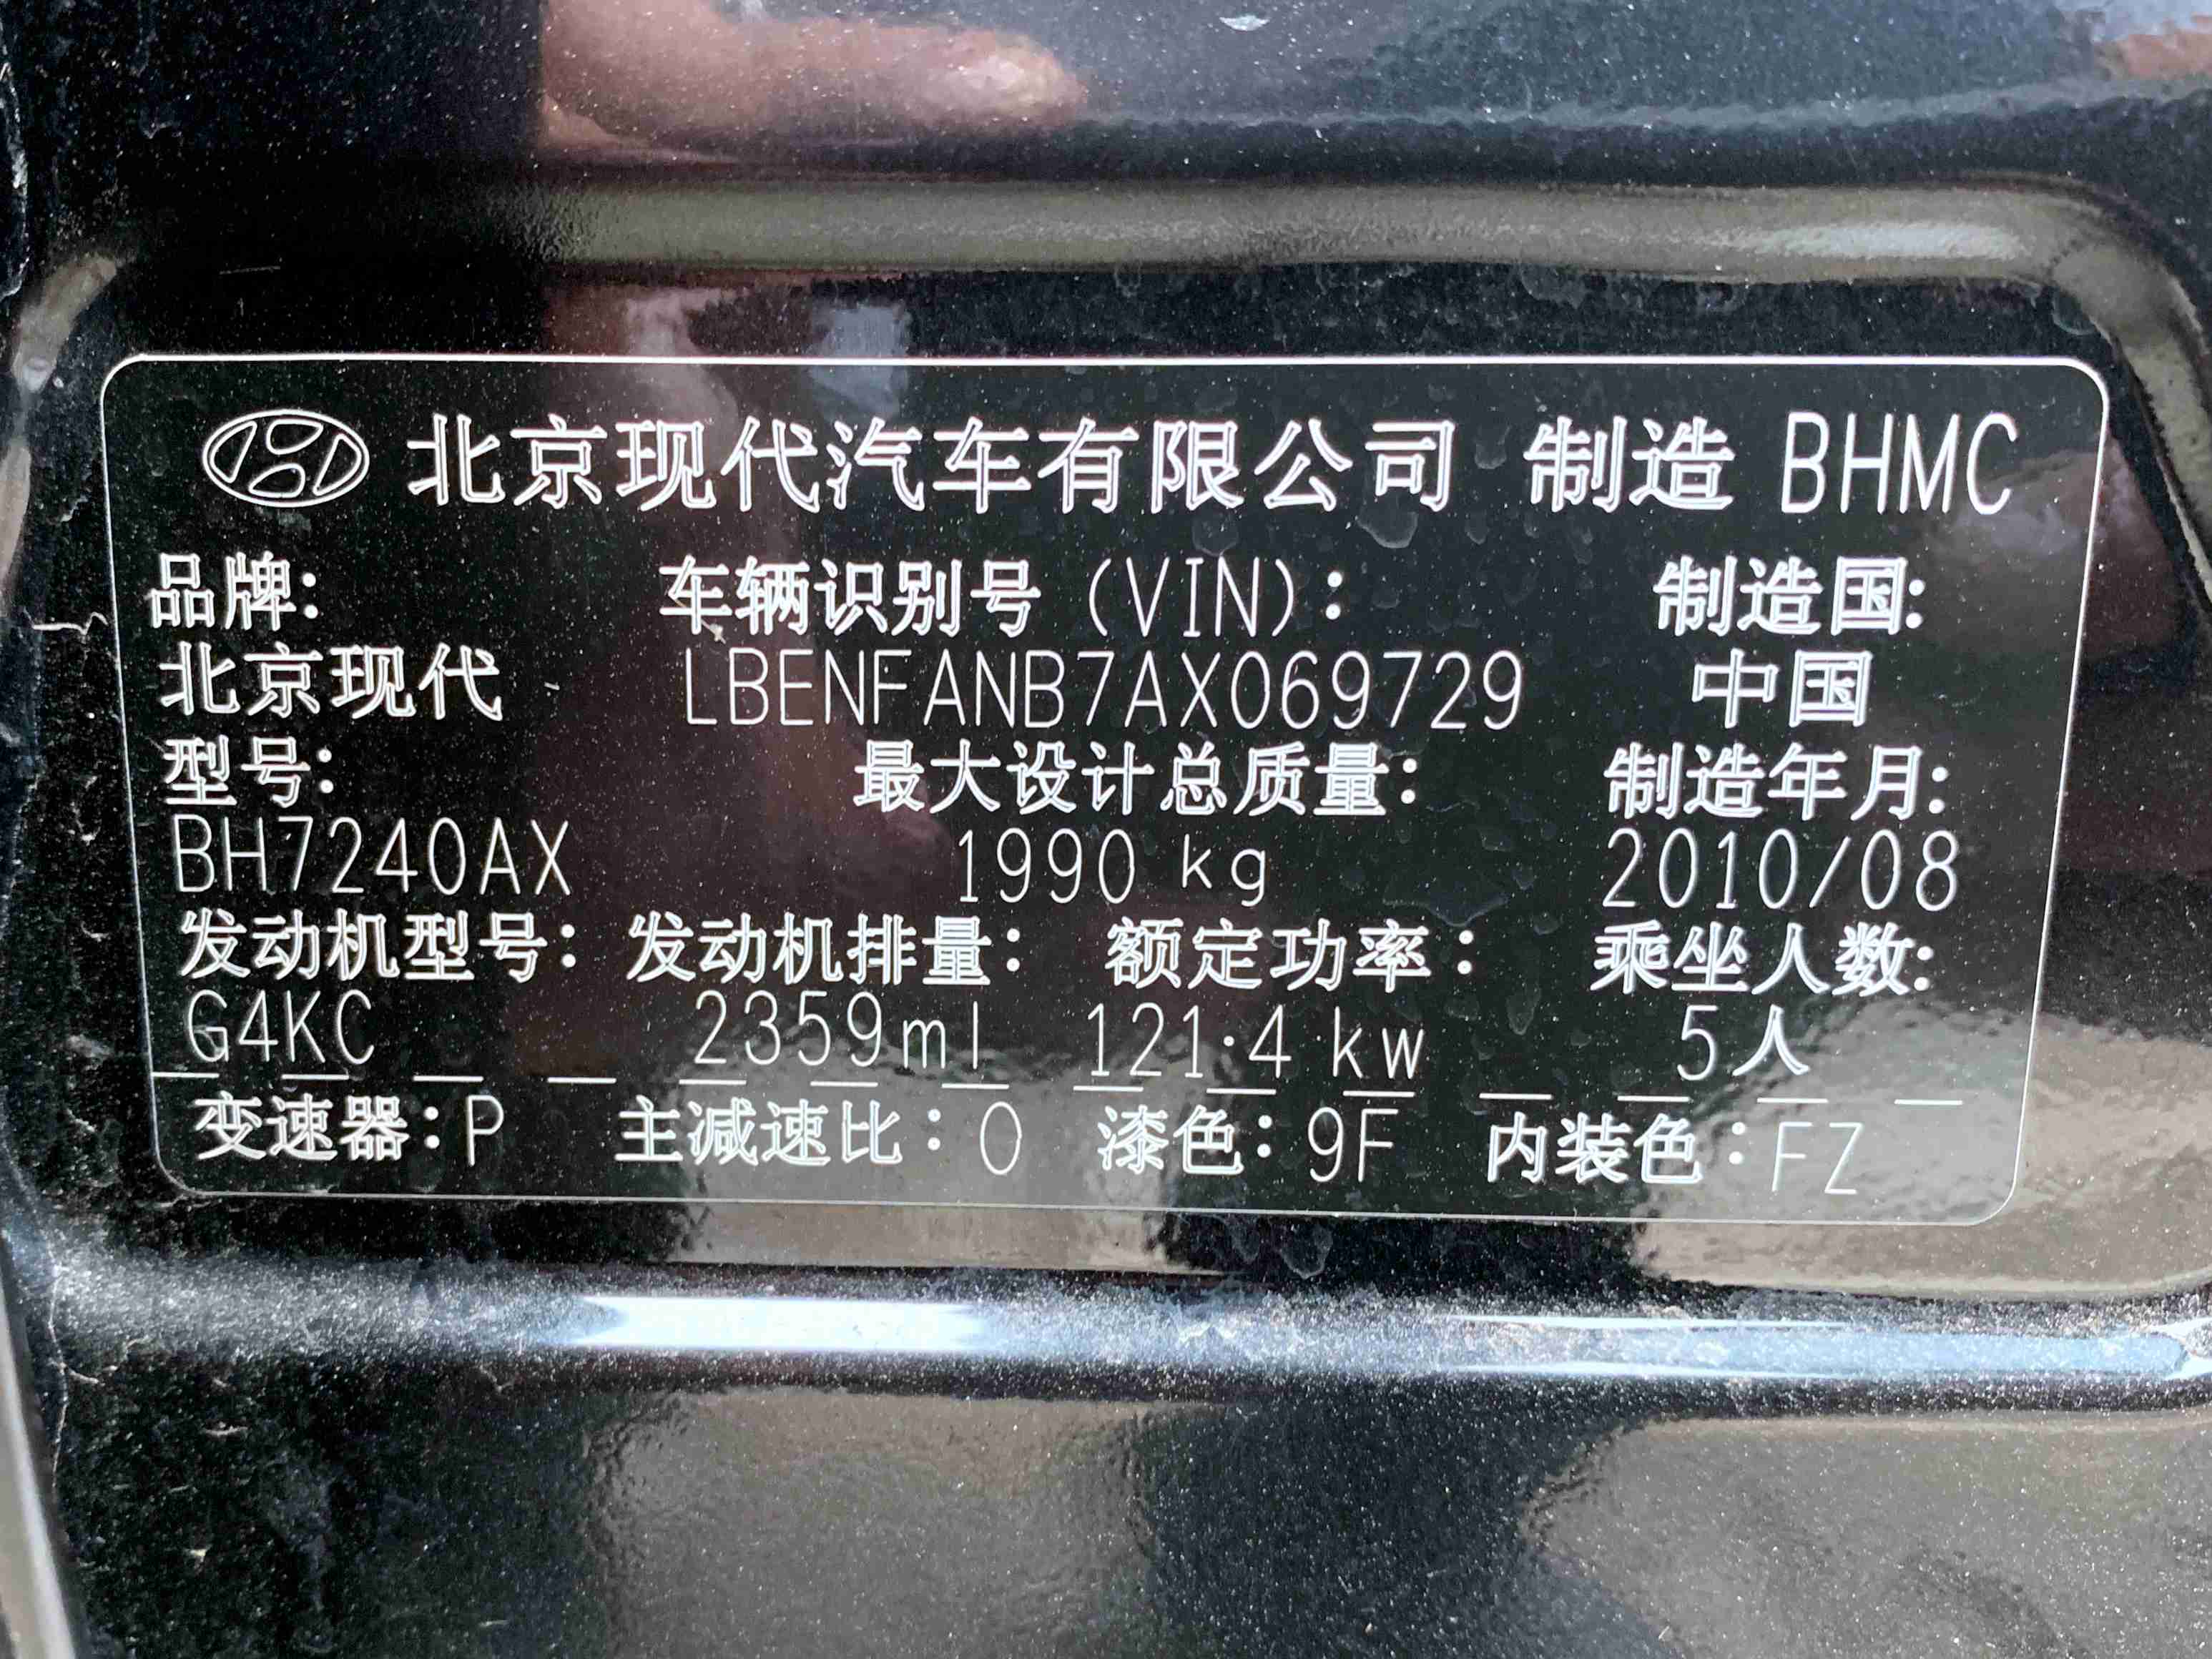 北京现代汽车有限公司 制造 BHMC
品牌: 车辆识别号 (VIN): 制造国:
北京现代 LBENFANB7AX069729 中国
型号: 最大设计总质量: 制造年月:
BH7240AX 1990 kg 2010/08
发动机型号: 发动机排量: 额定功率: 乘坐人数:
G4KC 2359ml 121.4 kw 5人
变速器:P 主减速比:0 漆色:9F 内装色:FZ